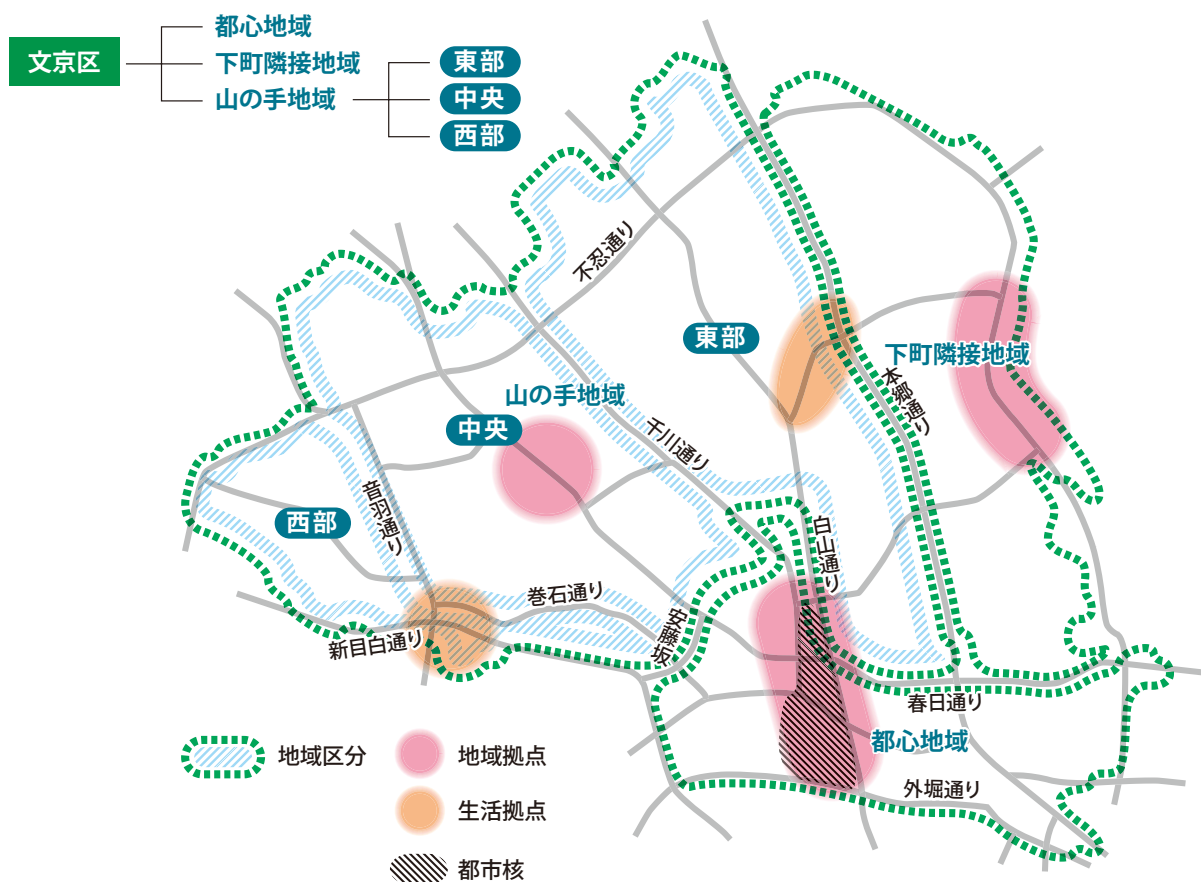 文京区
都心地域
下町隣接地域
山の手地域
東部
中央
西部
不忍通り
東部
下町隣接地域
本郷通り
山の手地域
中央
千川通り
音羽通り
西部
白山通り
巻石通り
安藤坂
新目白通り
春日通り
都心地域
外堀通り
地域区分
地域拠点
生活拠点
都市核